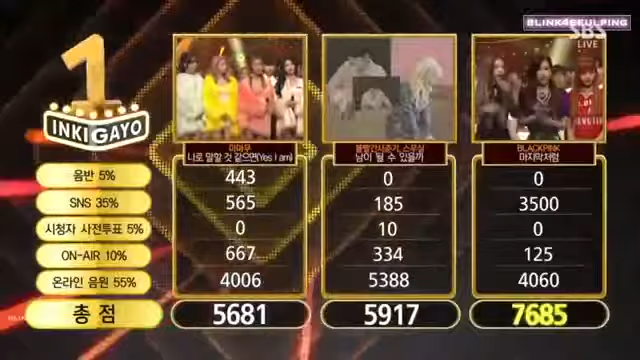 BLINK4SEULPING
SBS
LIVE
1
INKIGAYO
마마무
나로 말할 것 같으면(Yes I am)
볼빨간사춘기, 스무살
남이 될 수 있을까
BLACKPINK
마지막처럼
음반 5% 443 0 0
SNS 35% 565 185 3500
시청자 사전투표 5% 0 10 0
ON-AIR 10% 667 334 125
온라인 음원 55% 4006 5388 4060
총 점 5681 5917 7685